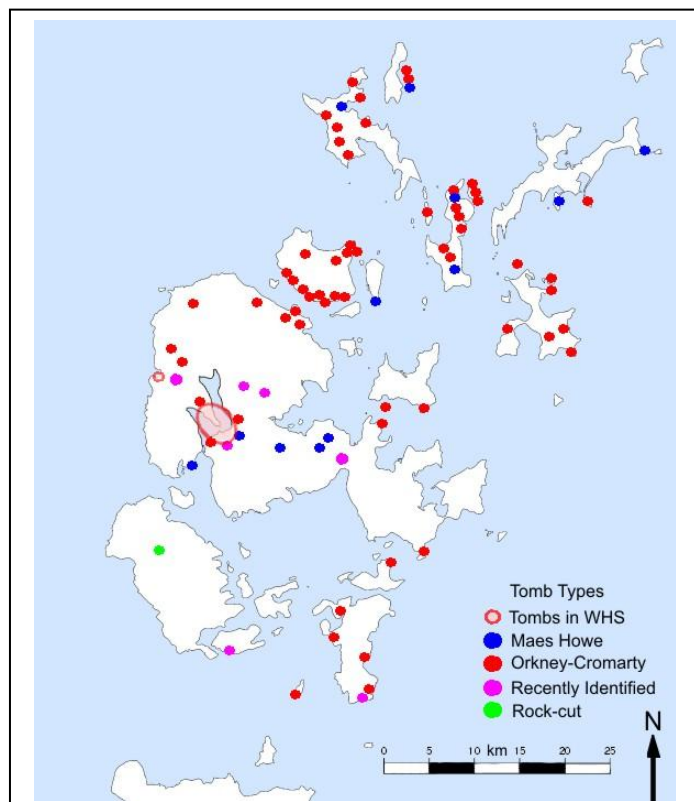 Tomb Types
Tombs in WHS
Maes Howe
Orkney-Cromarty
Recently Identified
Rock-cut
N
0 5 10 km 15 20 25